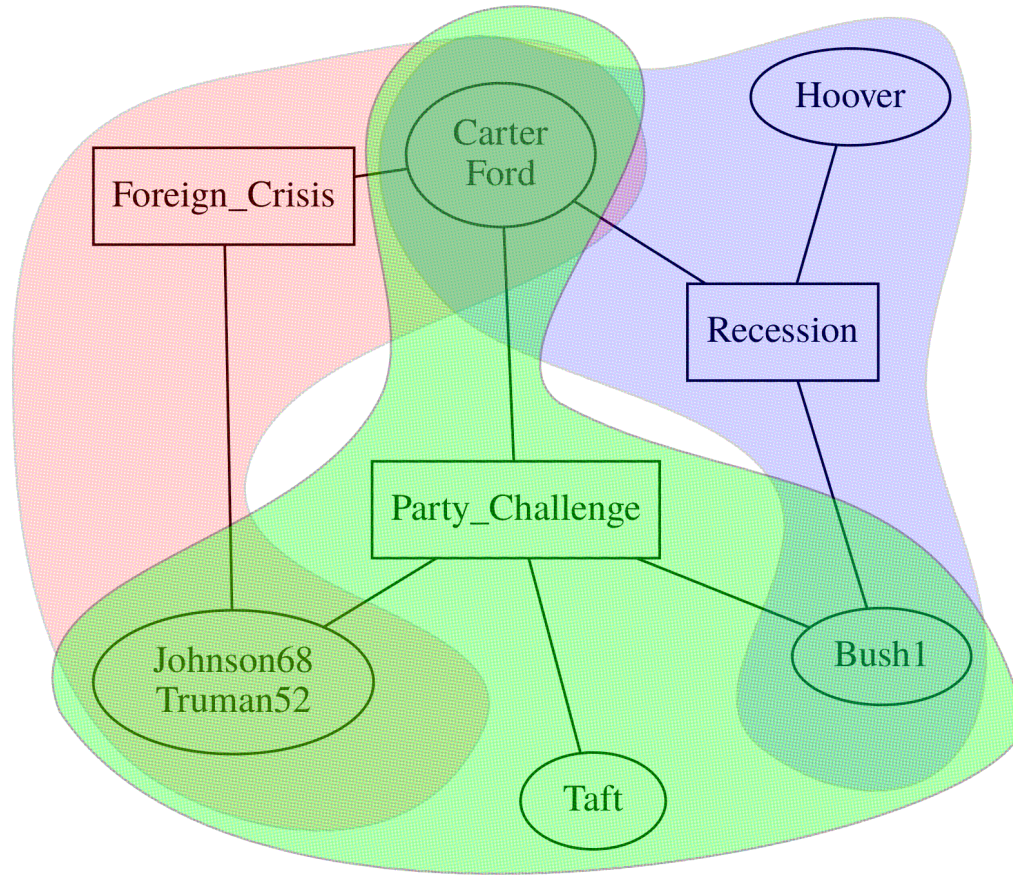 Hoover
Carter
Ford
Foreign_Crisis
Recession
Party_Challenge
Johnson68
Truman52
Bush1
Taft